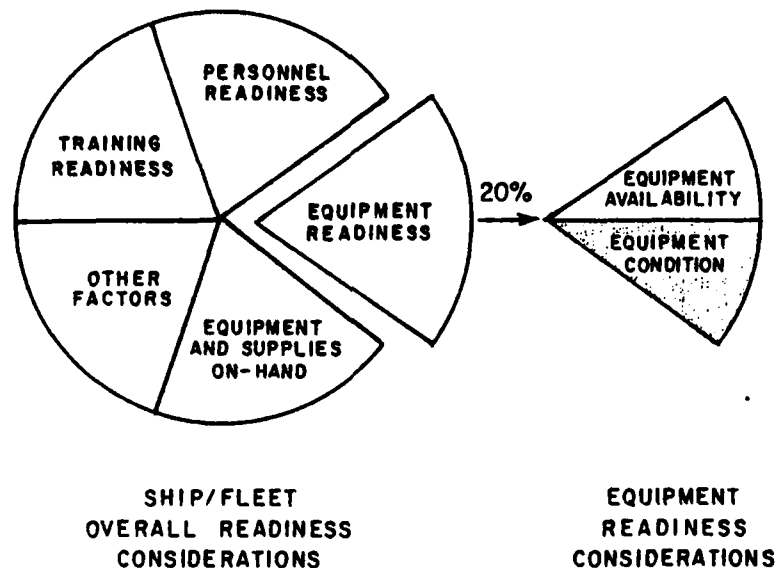 PERSONNEL
READINESS
TRAINING
READINESS
EQUIPMENT
READINESS
20%
EQUIPMENT
AVAILABILITY
EQUIPMENT
CONDITION
OTHER
FACTORS
EQUIPMENT
AND SUPPLIES
ON-HAND
SHIP/FLEET
OVERALL READINESS
CONSIDERATIONS
EQUIPMENT
READINESS
CONSIDERATIONS